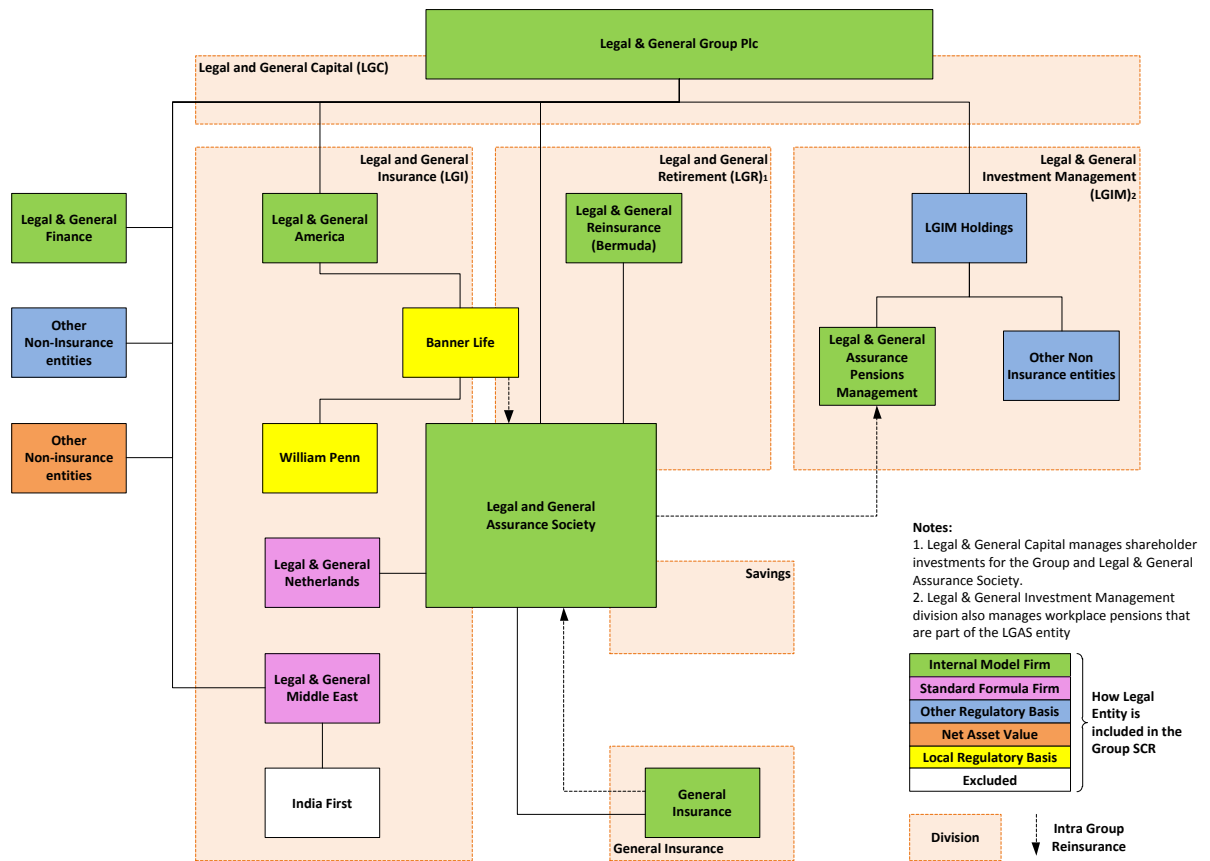 Legal & General Group Plc
Legal and General Capital (LGC)
Legal and General
Insurance (LGI)
Legal and General
Retirement (LGR)1
Legal & General
Investment Management
(LGIM)2
Legal & General
Finance
Legal & General
America
Legal & General
Reinsurance
(Bermuda)
LGIM Holdings
Other
Non-Insurance
entities
Banner Life
Legal & General
Assurance
Pensions
Management
Other Non
Insurance entities
Other
Non-insurance
entities
William Penn
Legal and General
Assurance Society
Legal & General
Netherlands
Savings
Notes:
1. Legal & General Capital manages shareholder
investments for the Group and Legal & General
Assurance Society.
2. Legal & General Investment Management
division also manages workplace pensions that
are part of the LGAS entity
Legal & General
Middle East
Internal Model Firm
Standard Formula Firm
Other Regulatory Basis
Net Asset Value
Local Regulatory Basis
Excluded
How Legal
Entity is
included in the
Group SCR
India First
General
Insurance
General Insurance
Division
Intra Group
Reinsurance